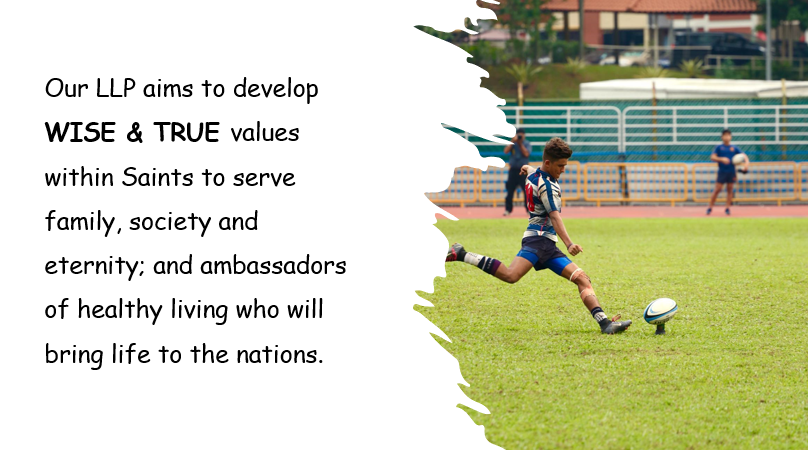 Our LLP aims to develop
WISE & TRUE values
within Saints to serve
family, society and
eternity; and ambassadors
of healthy living who will
bring life to the nations.